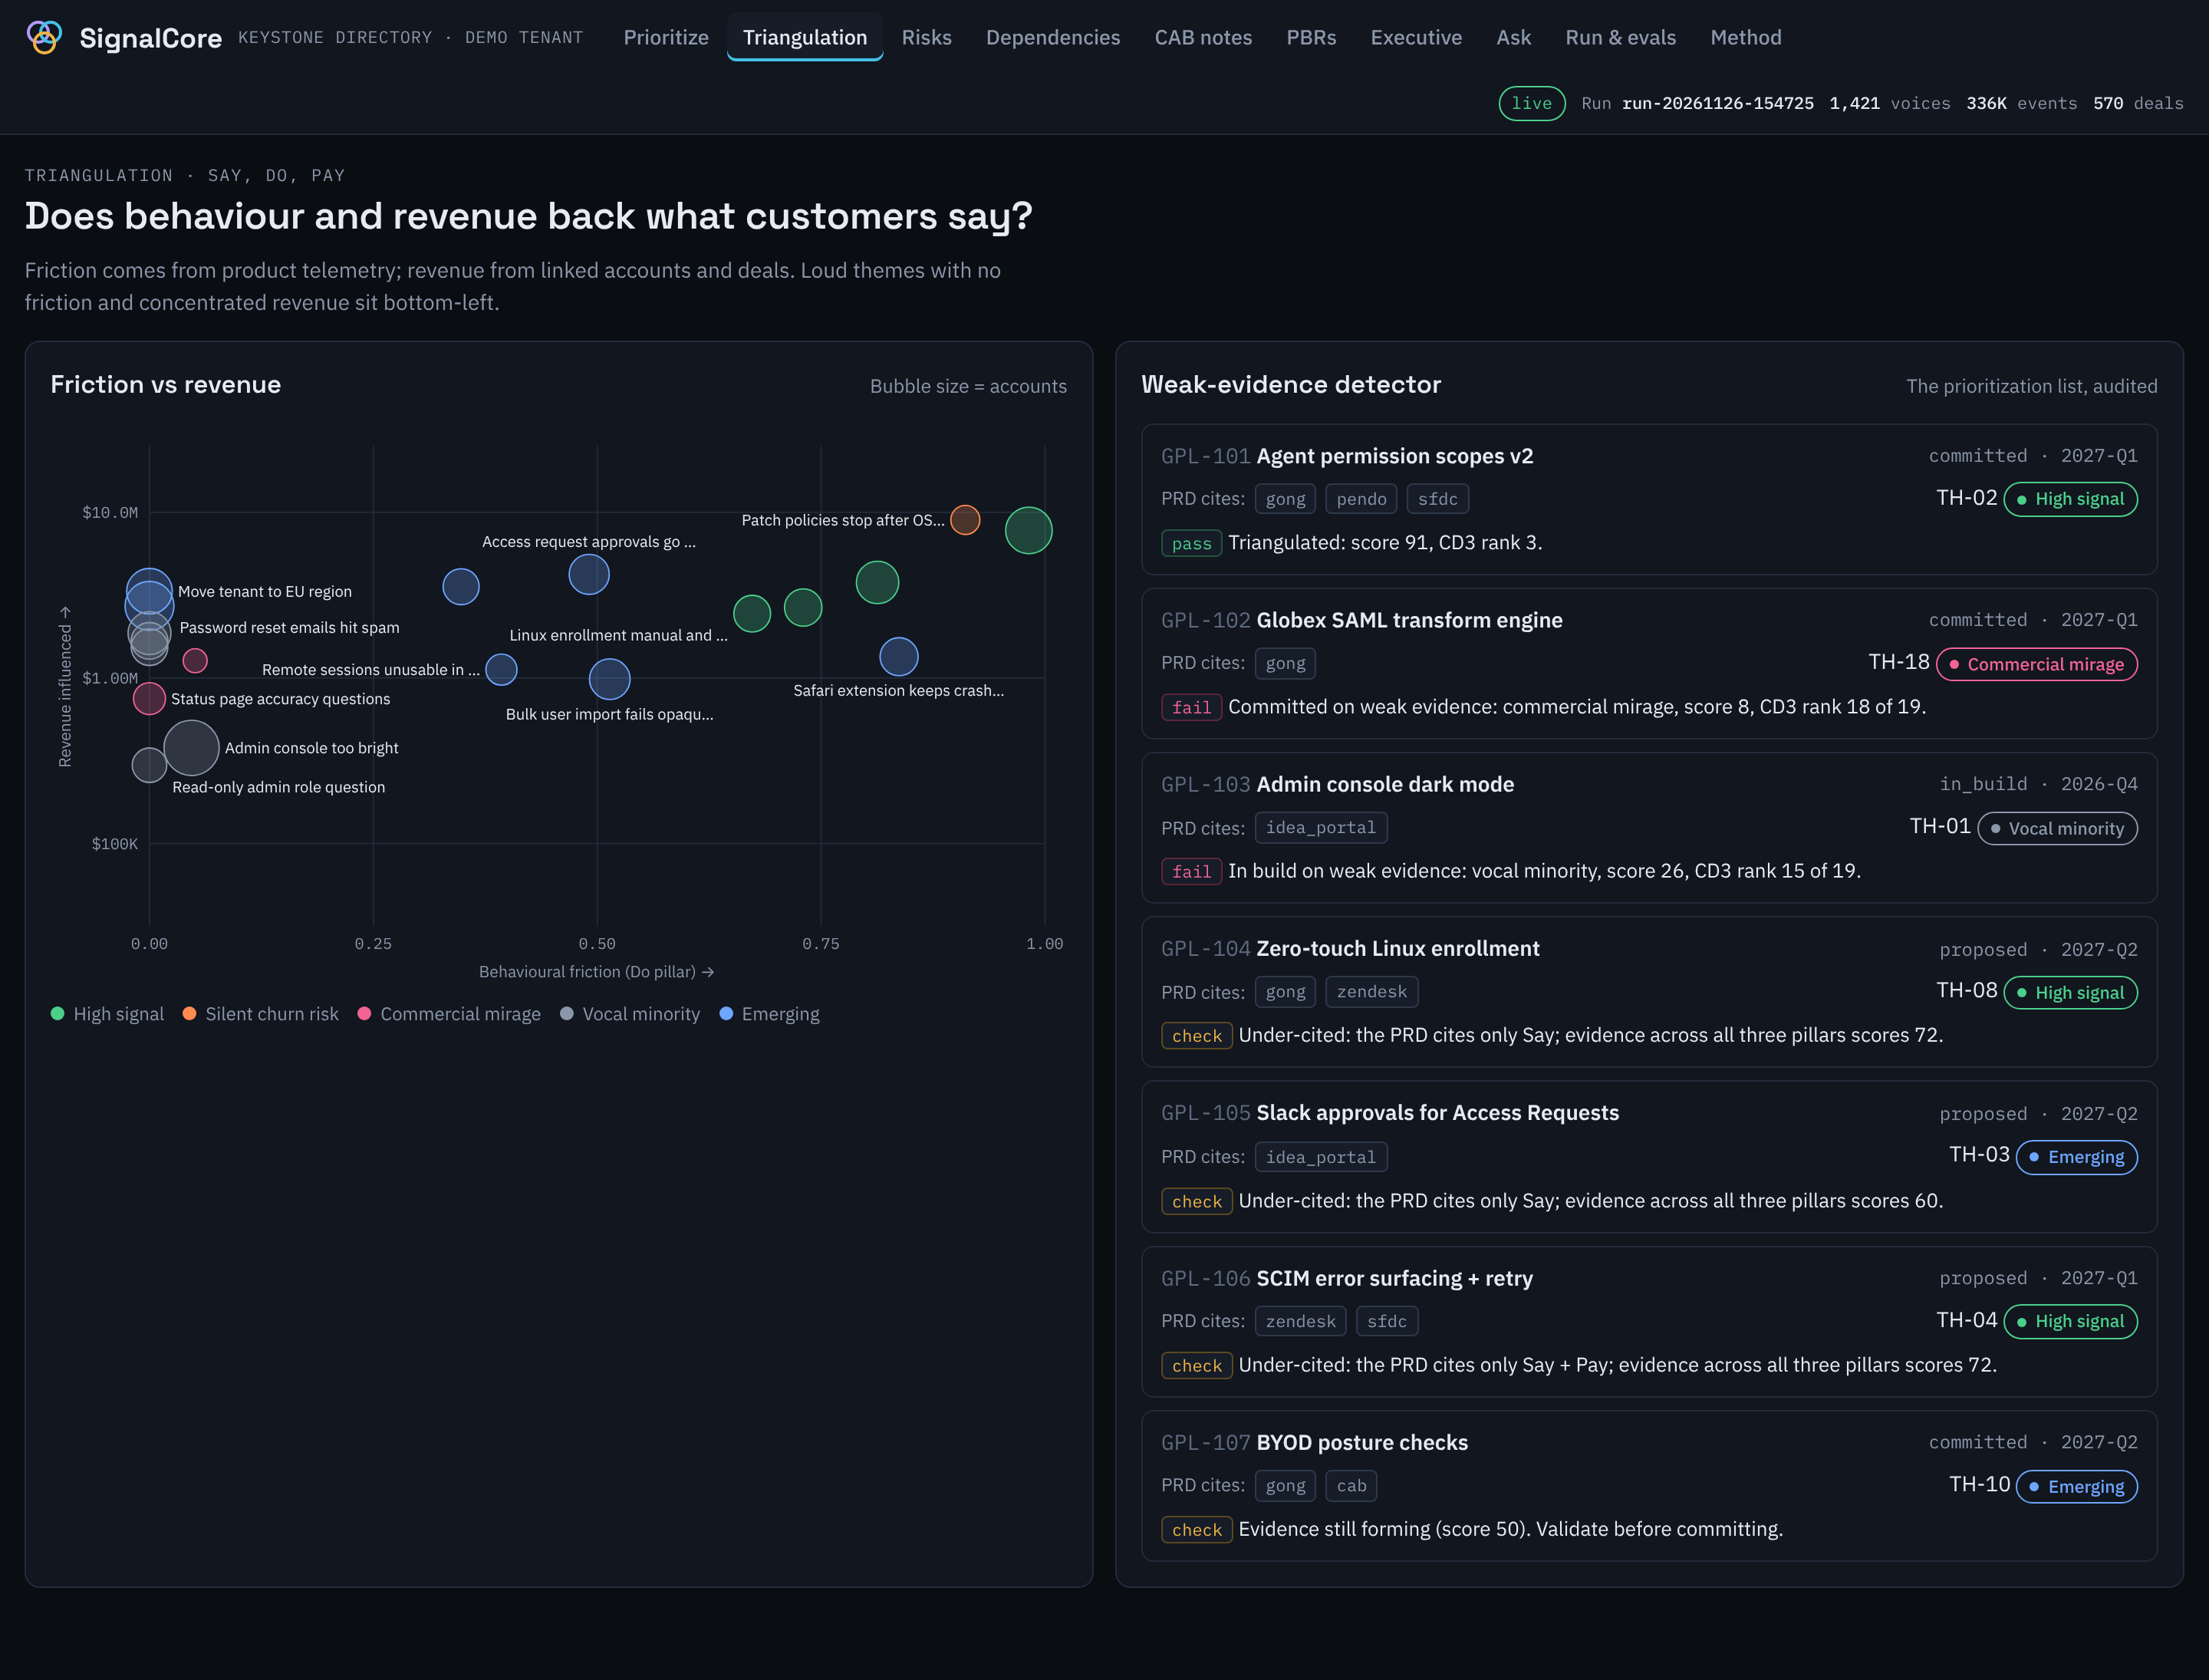 SignalCore KEYSTONE DIRECTORY · DEMO TENANT Prioritize Triangulation Risks Dependencies CAB notes PBRs Executive Ask Run & evals Method
live Run run-20261126-154725 1,421 voices 336K events 570 deals
TRIANGULATION · SAY, DO, PAY
Does behaviour and revenue back what customers say?
Friction comes from product telemetry; revenue from linked accounts and deals. Loud themes with no
friction and concentrated revenue sit bottom-left.
Friction vs revenue Bubble size = accounts
$10.0M
Patch policies stop after OS...
Access request approvals go ...
Move tenant to EU region
Password reset emails hit spam
Linux enrollment manual and ...
Remote sessions unusable in ...
$1.00M
Safari extension keeps crash...
Status page accuracy questions
Bulk user import fails opaqu...
Admin console too bright
Read-only admin role question
$100K
Revenue influenced →
0.00 0.25 0.50 0.75 1.00
Behavioural friction (Do pillar) →
High signal Silent churn risk Commercial mirage Vocal minority Emerging
Weak-evidence detector The prioritization list, audited
GPL-101 Agent permission scopes v2 committed · 2027-Q1
PRD cites: gong pendo sfdc TH-02 High signal
pass Triangulated: score 91, CD3 rank 3.
GPL-102 Globex SAML transform engine committed · 2027-Q1
PRD cites: gong TH-18 Commercial mirage
fail Committed on weak evidence: commercial mirage, score 8, CD3 rank 18 of 19.
GPL-103 Admin console dark mode in_build · 2026-Q4
PRD cites: idea_portal TH-01 Vocal minority
fail In build on weak evidence: vocal minority, score 26, CD3 rank 15 of 19.
GPL-104 Zero-touch Linux enrollment proposed · 2027-Q2
PRD cites: gong zendesk TH-08 High signal
check Under-cited: the PRD cites only Say; evidence across all three pillars scores 72.
GPL-105 Slack approvals for Access Requests proposed · 2027-Q2
PRD cites: idea_portal TH-03 Emerging
check Under-cited: the PRD cites only Say; evidence across all three pillars scores 60.
GPL-106 SCIM error surfacing + retry proposed · 2027-Q1
PRD cites: zendesk sfdc TH-04 High signal
check Under-cited: the PRD cites only Say + Pay; evidence across all three pillars scores 72.
GPL-107 BYOD posture checks committed · 2027-Q2
PRD cites: gong cab TH-10 Emerging
check Evidence still forming (score 50). Validate before committing.